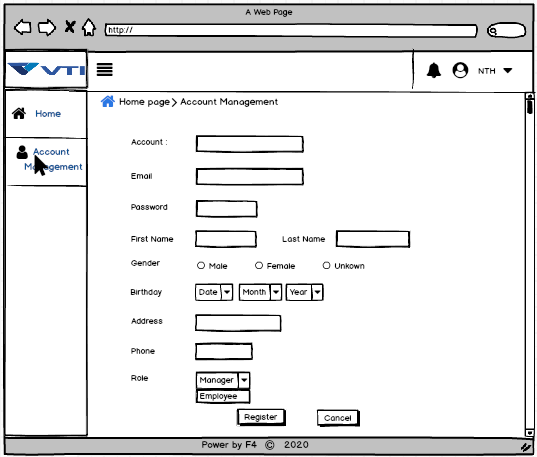 A Web Page
http://
VTI
NTH
Home
Account
Management
Home page > Account Management
Account :
Email
Password
First Name Last Name
Gender Male Female Unkown
Birthday Date Month Year
Address
Phone
Role Manager
Employee
Register Cancel
Power by F4 © 2020